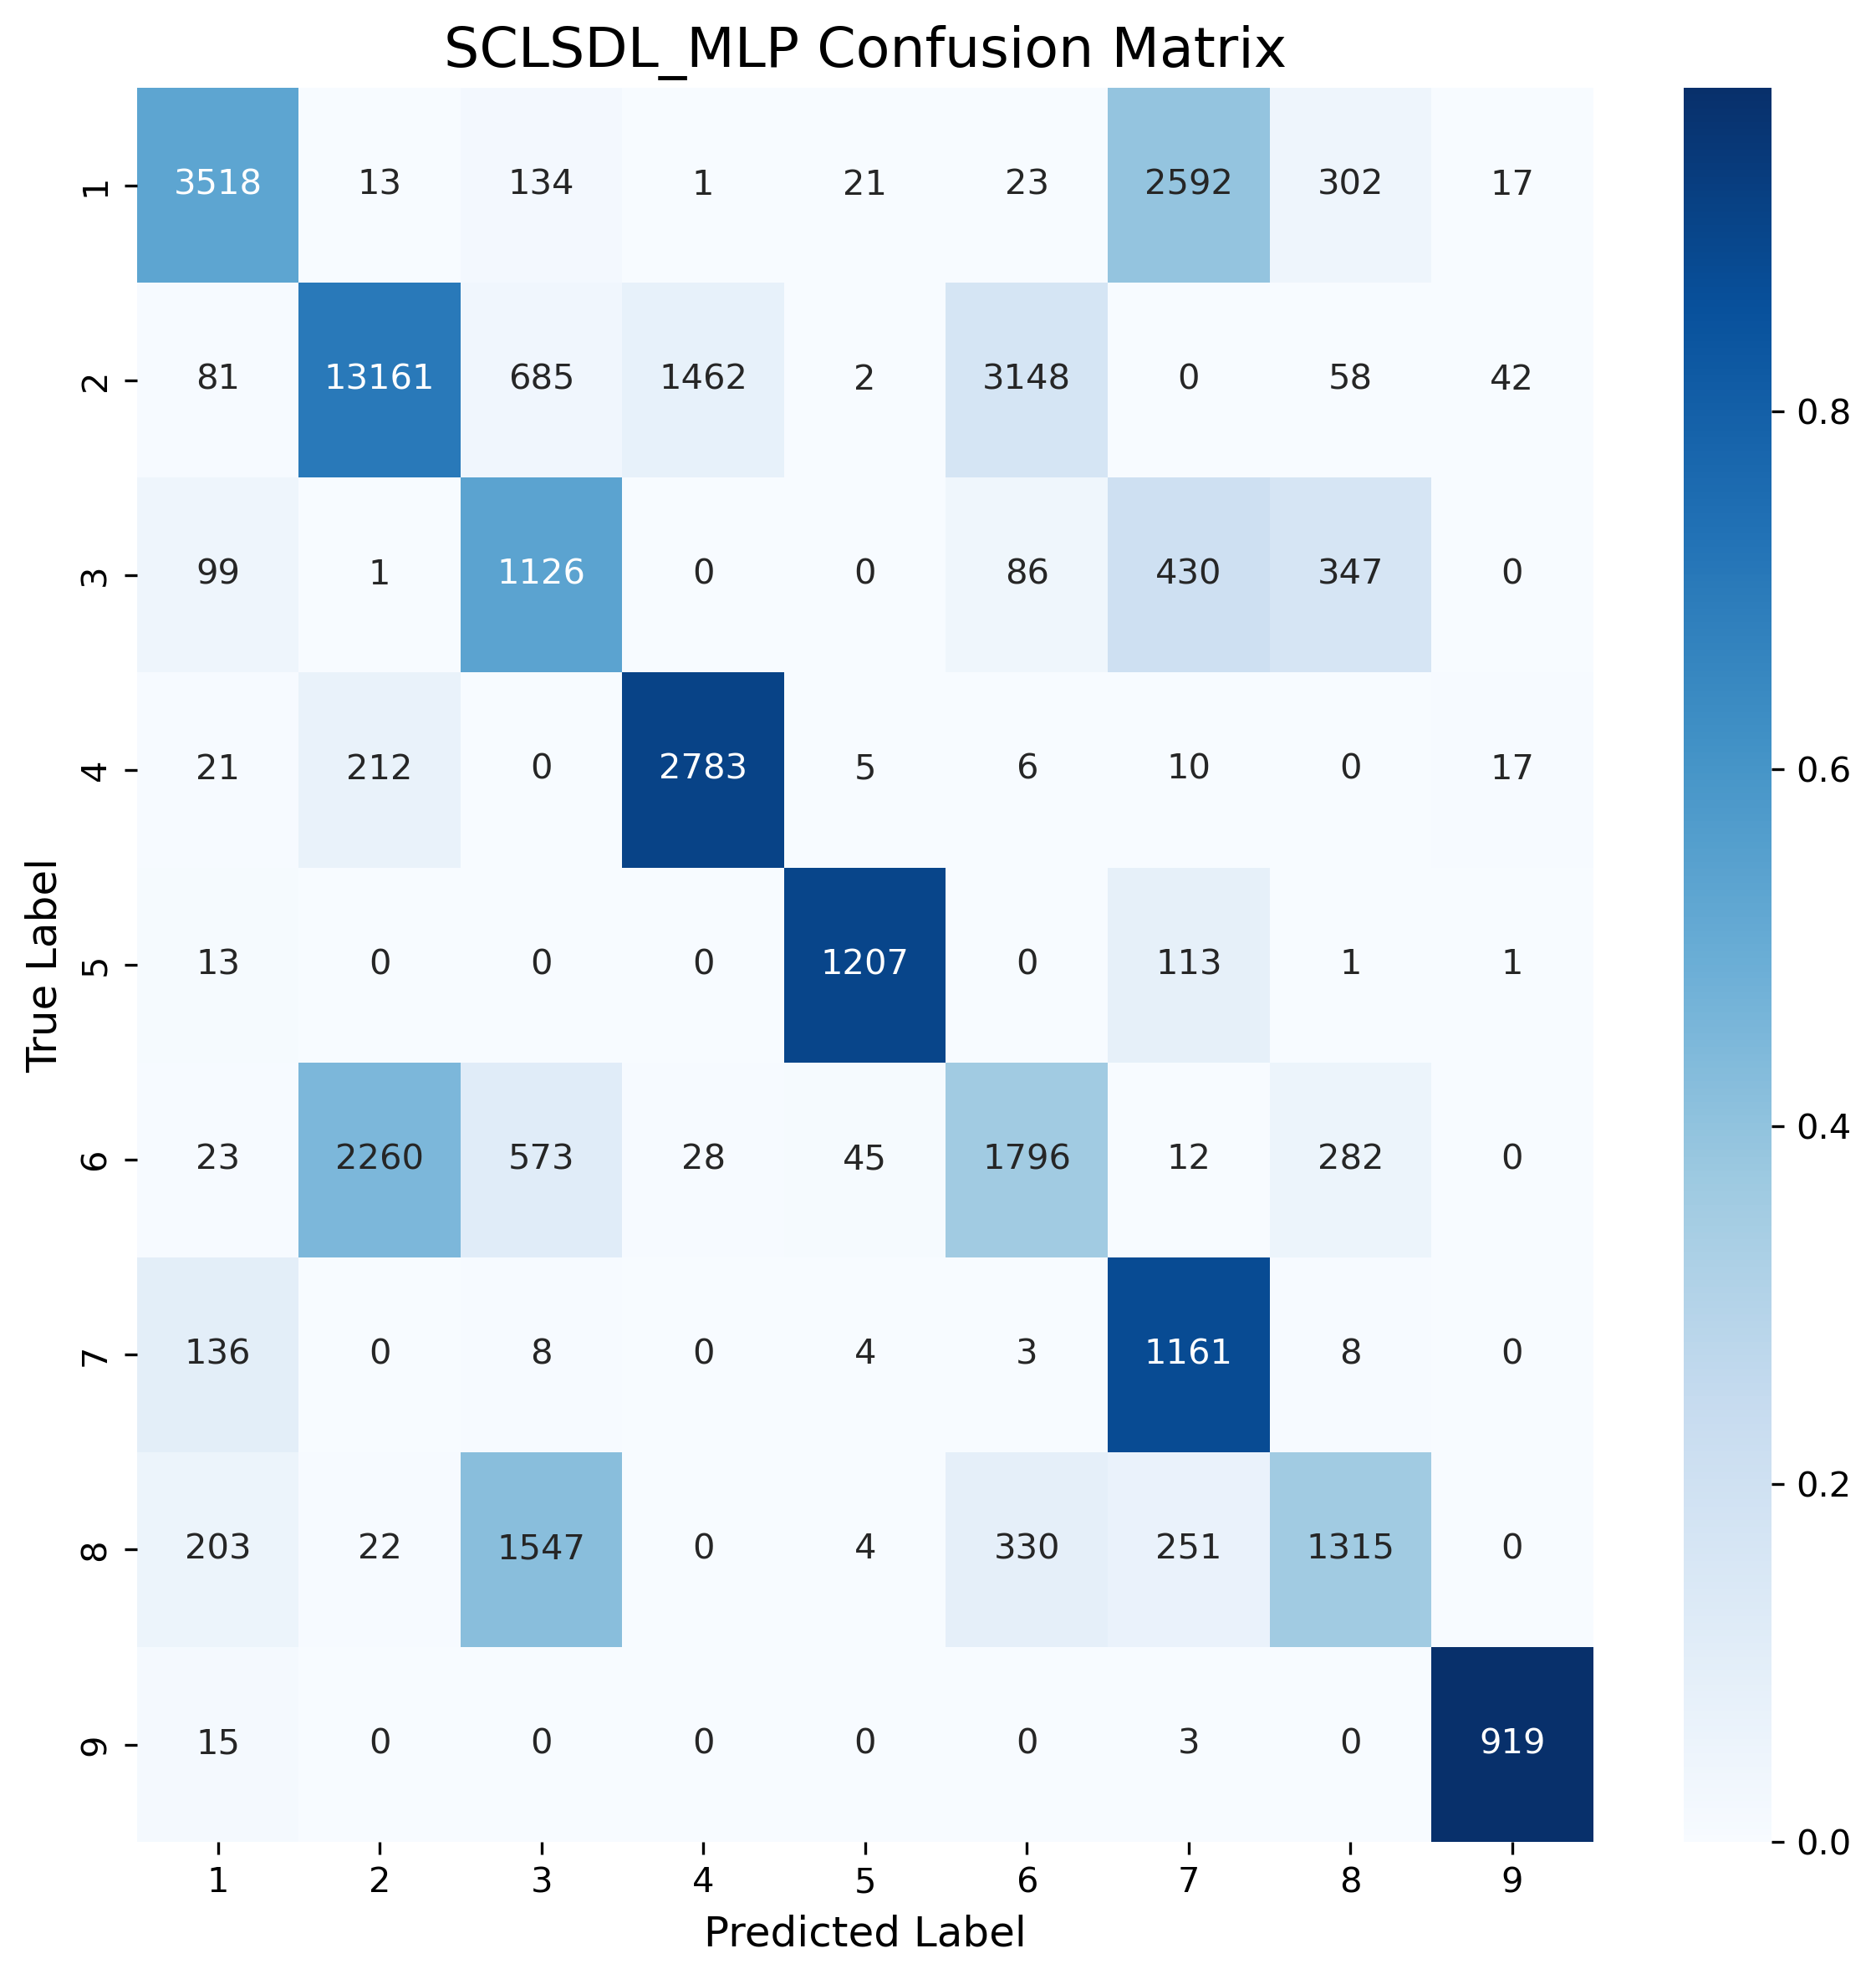 SCLSDL_MLP Confusion Matrix
1 3518 13 134 1 21 23 2592 302 17
2 81 13161 685 1462 2 3148 0 58 42
0.8
3 99 1 1126 0 0 86 430 347 0
4 21 212 0 2783 5 6 10 0 17
0.6
True Label
5 13 0 0 0 1207 0 113 1 1
0.4
6 23 2260 573 28 45 1796 12 282 0
7 136 0 8 0 4 3 1161 8 0
0.2
8 203 22 1547 0 4 330 251 1315 0
9 15 0 0 0 0 0 3 0 919
0.0
1 2 3 4 5 6 7 8 9
Predicted Label